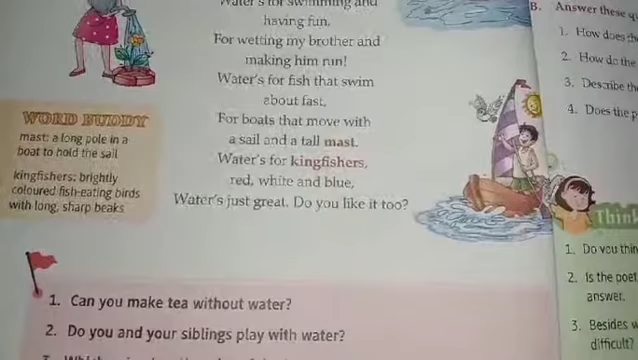 Water's for swimming and
having fun.
For wetting my brother and
making him run!
Water's for fish that swim
about fast,
For boats that move with
a sail and a tall mast.
Water's for kingfishers,
red, white and blue,
Water's just great. Do you like it too?
WORD BUDDY
mast: a long pole in a
boat to hold the sail
kingfishers: brightly
coloured fish-eating birds
with long, sharp beaks
1. Can you make tea without water?
2. Do you and your siblings play with water?
B. Answer these
1. How does
2. How do the
3. Describe
4. Does the
Think
1. Do you
2. Is the poet
answer.
3. Besides
difficult?